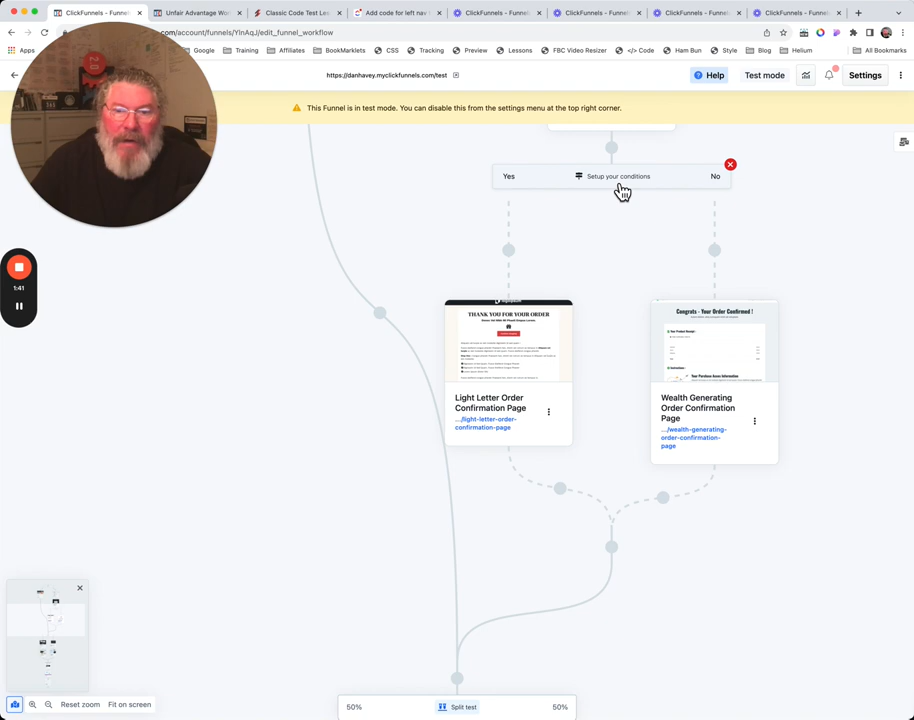 ClickFunnels - Funnel
Unfair Advantage Wor
Classic Code Test Les
Add code for left nav t
ClickFunnels - Funnel
ClickFunnels - Funnel
ClickFunnels - Funnel
ClickFunnels - Funnel
.com/account/funnels/YlnAqJ/edit_funnel_workflow
Apps
Google
Training
Affiliates
BookMarklets
CSS
Tracking
Preview
Lessons
FBC Video Resizer
</> Code
Ham Bun
Site
Blog
Helium
All Bookmarks
https://danhavey.myclickfunnels.com/test
Help
Test mode
Settings
This Funnel is in test mode. You can disable this from the settings menu at the top right corner.
Yes
Setup your conditions
No
1:41
THANK YOU FOR YOUR ORDER
Congrats - Your Order Confirmed !
Your Purchase Access Information
Light Letter Order
Confirmation Page
.../light-letter-order-
confirmation-page
Wealth Generating
Order Confirmation
Page
.../wealth-generating-
order-confirmation-
page
Reset zoom
Fit on screen
50%
Split test
50%